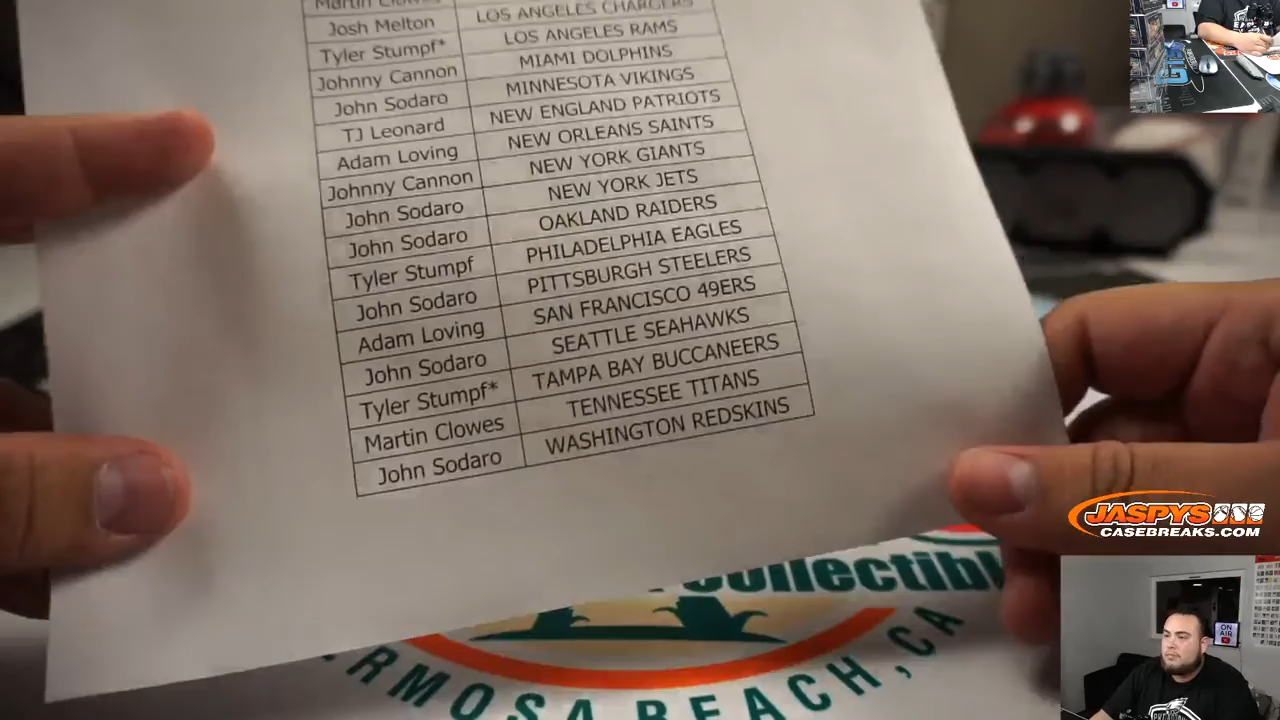 Martin Clowes
Josh Melton LOS ANGELES CHARGERS
Tyler Stumpf* LOS ANGELES RAMS
Johnny Cannon MIAMI DOLPHINS
John Sodaro MINNESOTA VIKINGS
TJ Leonard NEW ENGLAND PATRIOTS
Adam Loving NEW ORLEANS SAINTS
Johnny Cannon NEW YORK GIANTS
John Sodaro NEW YORK JETS
John Sodaro OAKLAND RAIDERS
Tyler Stumpf PHILADELPHIA EAGLES
John Sodaro PITTSBURGH STEELERS
Adam Loving SAN FRANCISCO 49ERS
John Sodaro SEATTLE SEAHAWKS
Tyler Stumpf* TAMPA BAY BUCCANEERS
Martin Clowes TENNESSEE TITANS
John Sodaro WASHINGTON REDSKINS
JASPYS
CASEBREAKS.COM
ON AIR